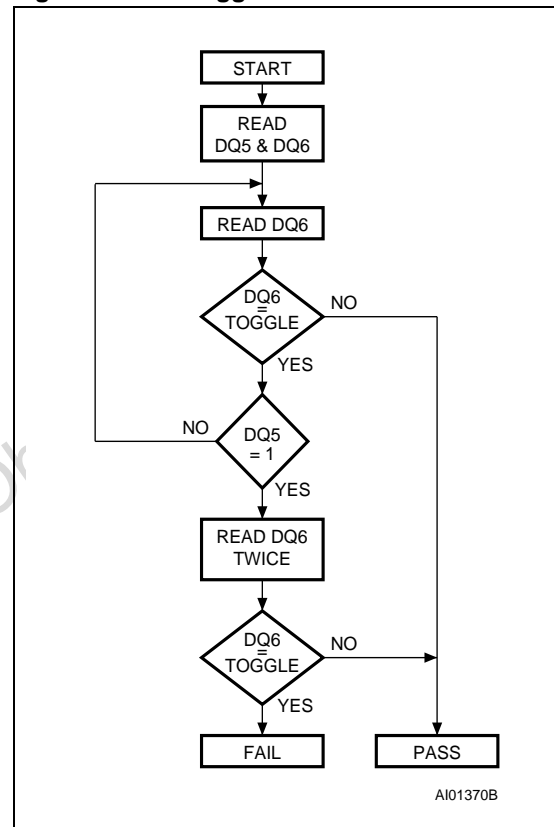 START
READ
DQ5 & DQ6
READ DQ6
DQ6
=
TOGGLE
NO
YES
NO
DQ5
= 1
YES
READ DQ6
TWICE
DQ6
=
TOGGLE
NO
YES
FAIL
PASS
AI01370B